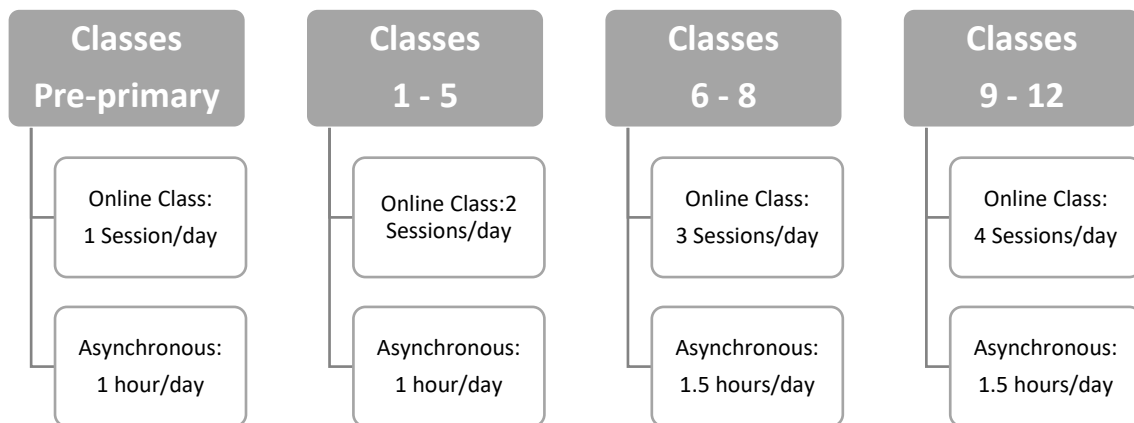 Classes
Pre-primary
Online Class:
1 Session/day
Asynchronous:
1 hour/day
Classes
1 - 5
Online Class:2
Sessions/day
Asynchronous:
1 hour/day
Classes
6 - 8
Online Class:
3 Sessions/day
Asynchronous:
1.5 hours/day
Classes
9 - 12
Online Class:
4 Sessions/day
Asynchronous:
1.5 hours/day